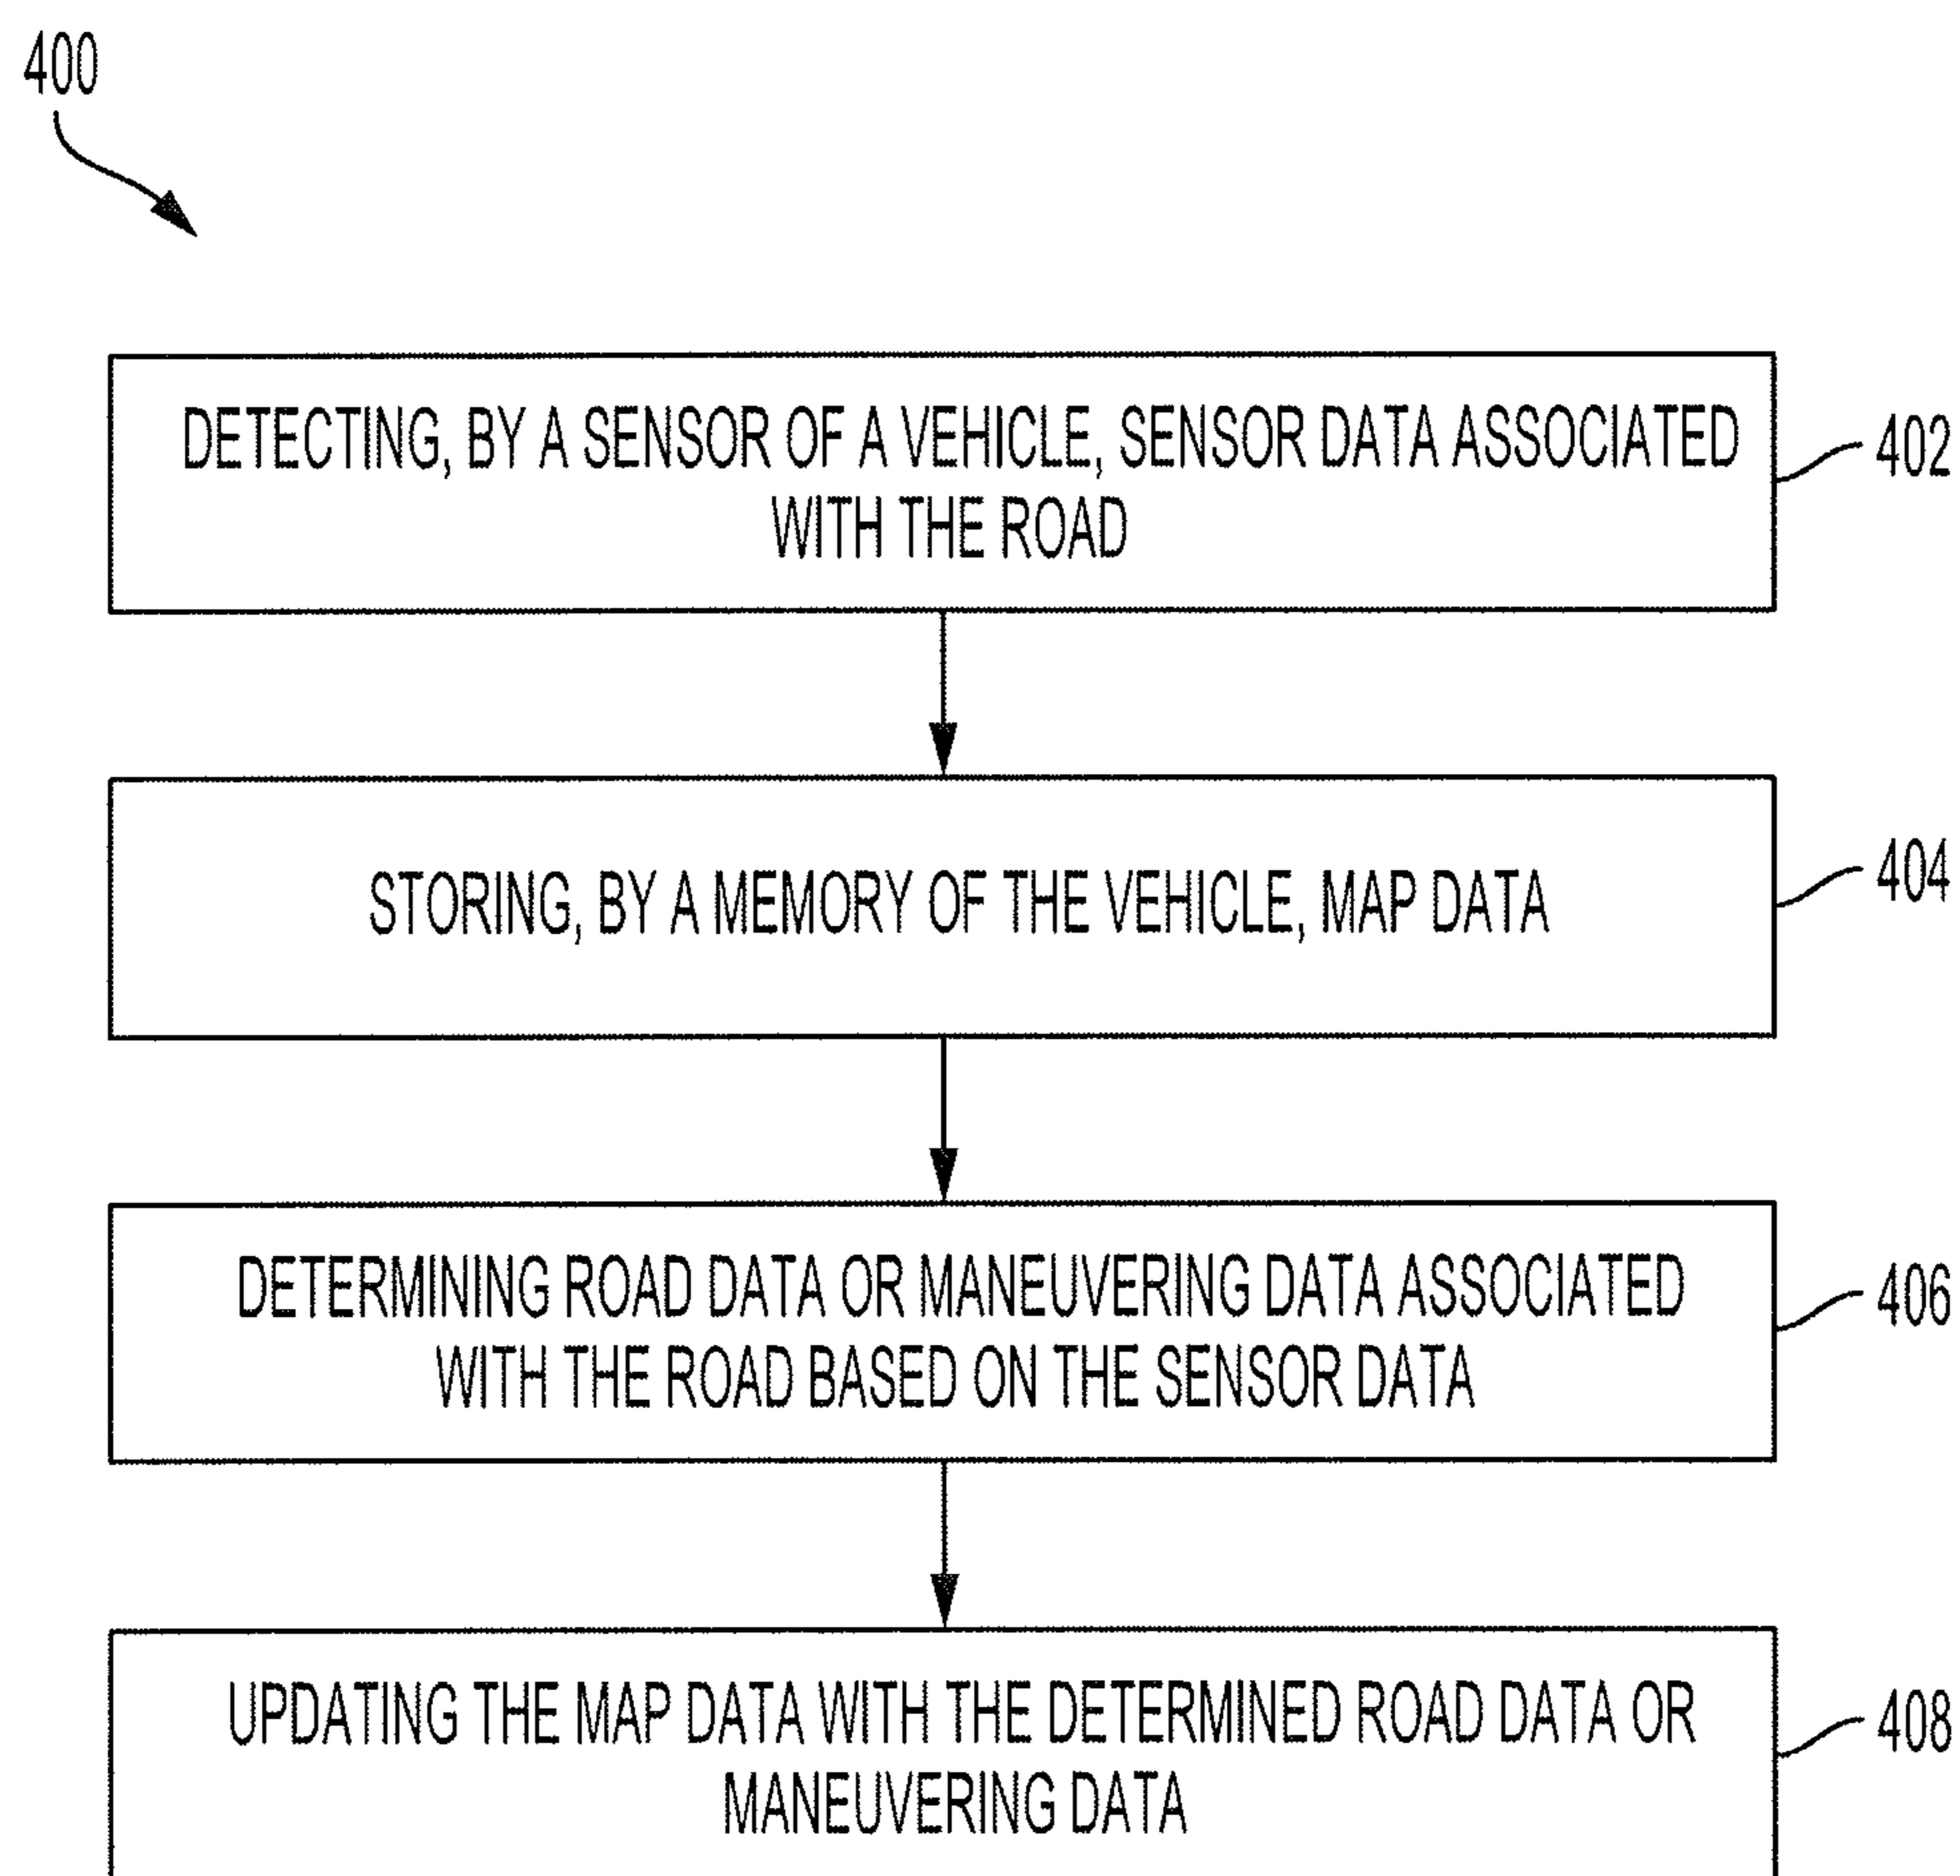 400
DETECTING, BY A SENSOR OF A VEHICLE, SENSOR DATA ASSOCIATED
WITH THE ROAD
402
STORING, BY A MEMORY OF THE VEHICLE, MAP DATA
404
DETERMINING ROAD DATA OR MANEUVERING DATA ASSOCIATED
WITH THE ROAD BASED ON THE SENSOR DATA
406
UPDATING THE MAP DATA WITH THE DETERMINED ROAD DATA OR
MANEUVERING DATA
408